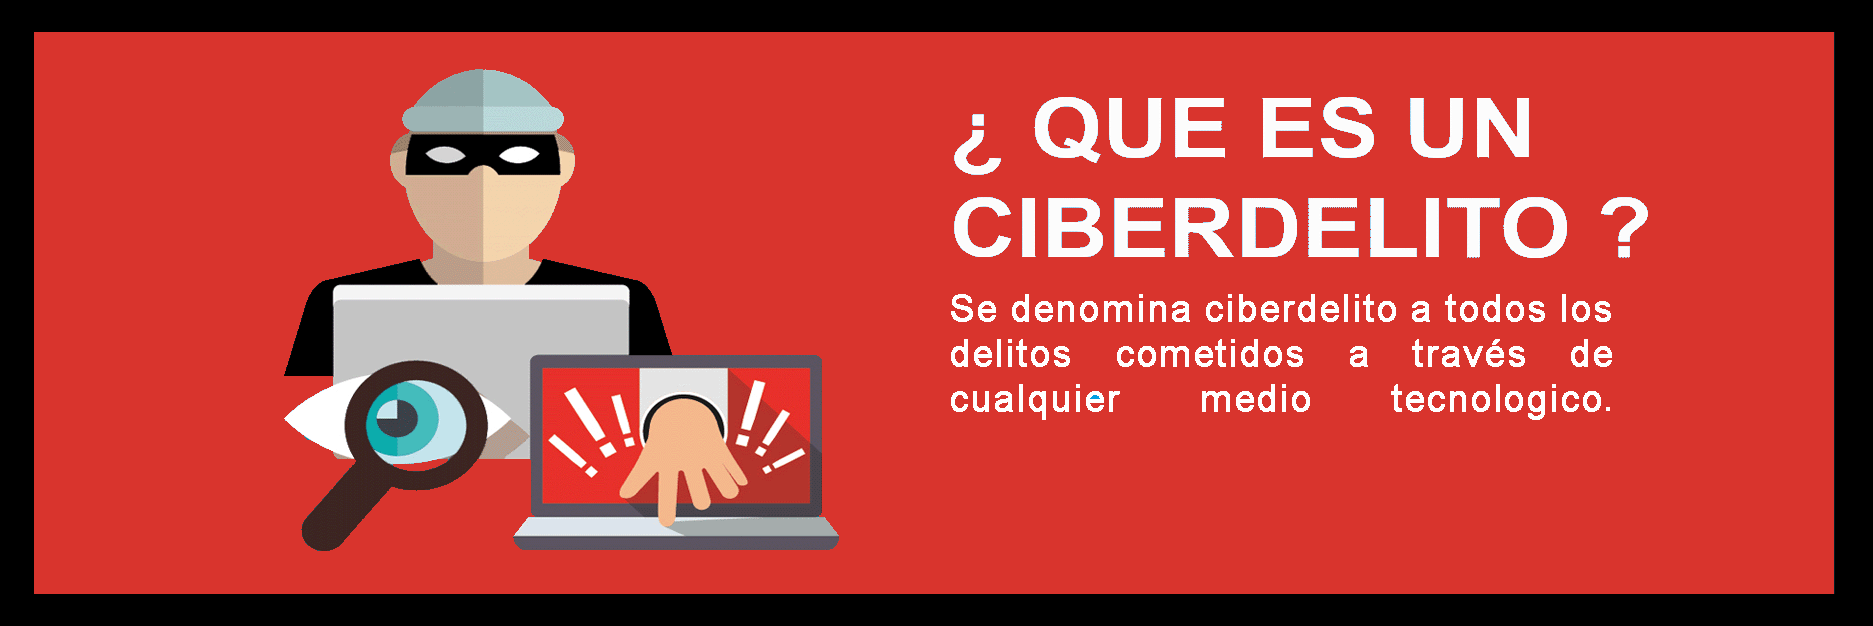 ¿ QUE ES UN
CIBERDELITO ?
Se denomina ciberdelito a todos los
delitos cometidos a través de
cualquier medio tecnologico.